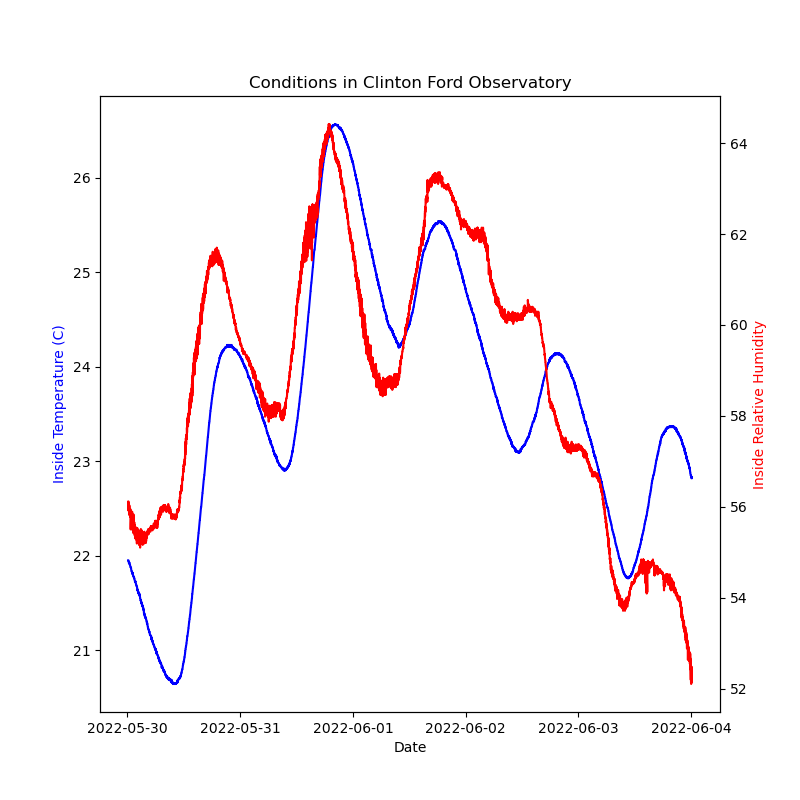 Conditions in Clinton Ford Observatory
Inside Temperature (C)
26
25
24
23
22
21
64
62
60
58
56
54
52
Inside Relative Humidity
2022-05-30 2022-05-31 2022-06-01 2022-06-02 2022-06-03 2022-06-04
Date